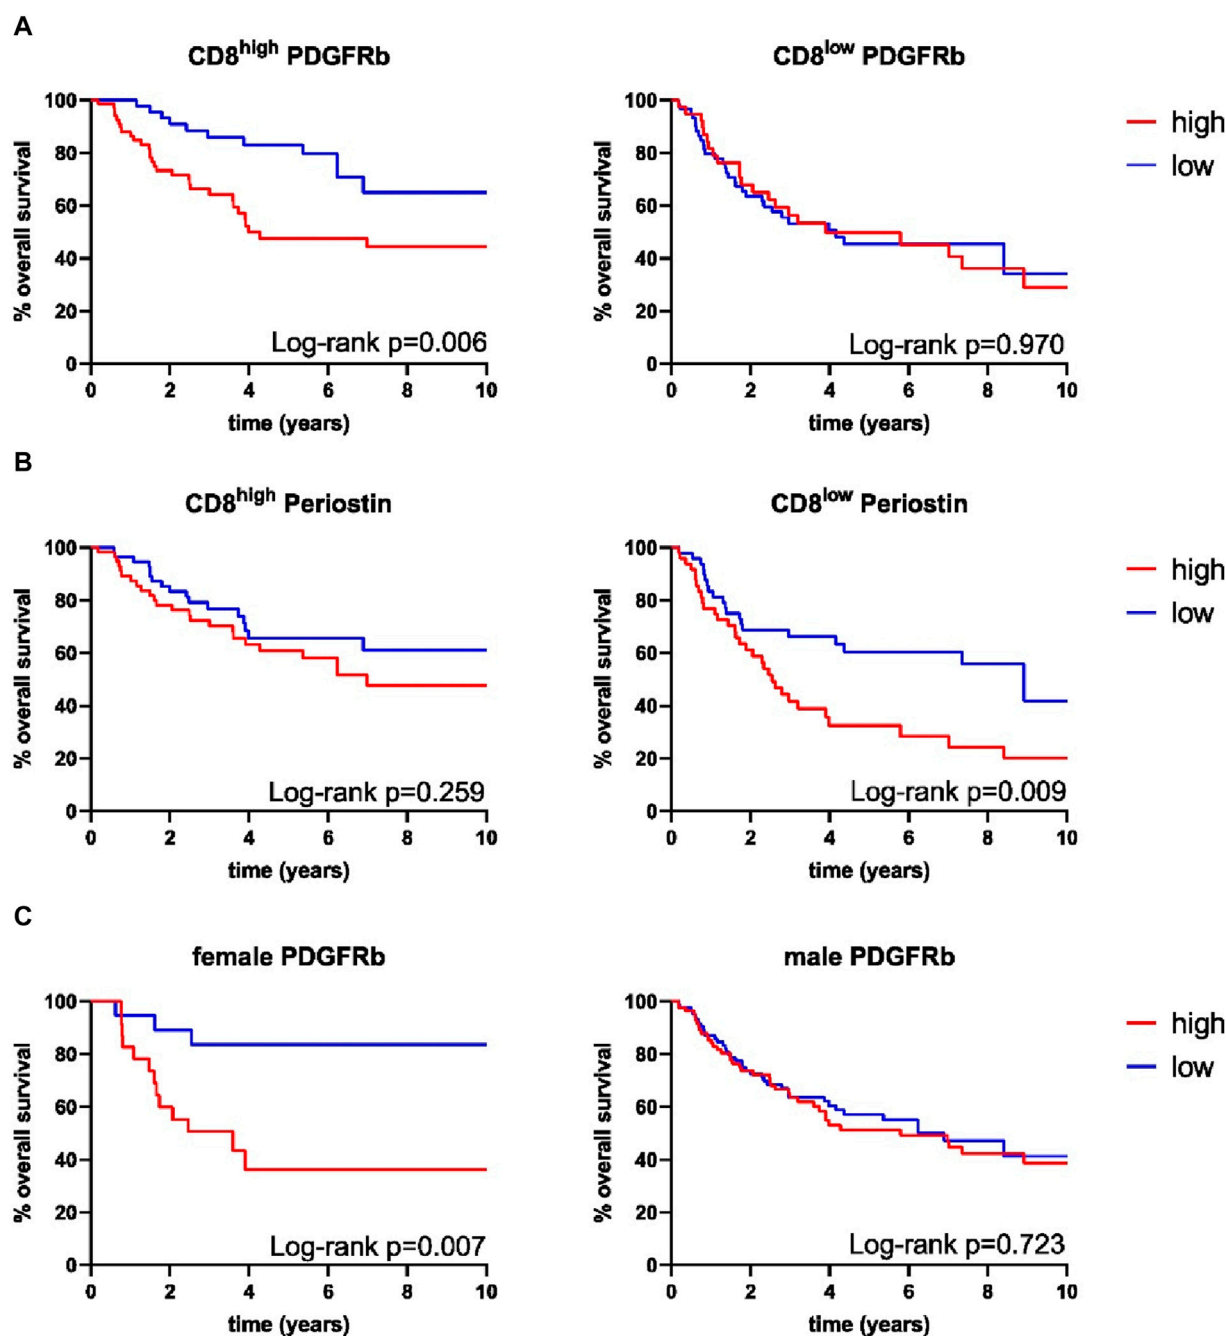 A
CD8high PDGFRb
CD8low PDGFRb
100
80
60
40
20
0
% overall survival
Log-rank p=0.006
0 2 4 6 8 10
time (years)
100
80
60
40
20
0
% overall survival
Log-rank p=0.970
0 2 4 6 8 10
time (years)
high
low
B
CD8high Periostin
CD8low Periostin
100
80
60
40
20
0
% overall survival
Log-rank p=0.259
0 2 4 6 8 10
time (years)
100
80
60
40
20
0
% overall survival
Log-rank p=0.009
0 2 4 6 8 10
time (years)
high
low
C
female PDGFRb
male PDGFRb
100
80
60
40
20
0
% overall survival
Log-rank p=0.007
0 2 4 6 8 10
time (years)
100
80
60
40
20
0
% overall survival
Log-rank p=0.723
0 2 4 6 8 10
time (years)
high
low